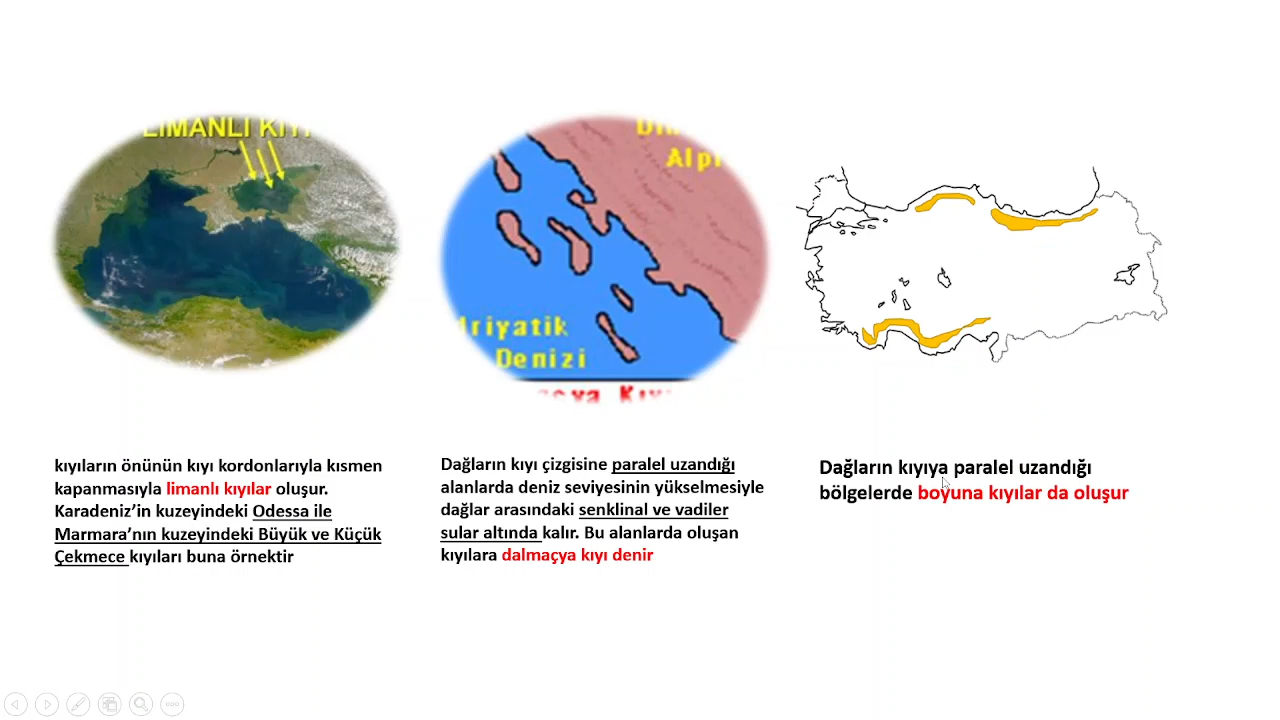 LİMANLI KIYI
Alpl
driyatik
Denizi
kıyıların önünün kıyı kordonlarıyla kısmen
kapanmasıyla limanlı kıyılar oluşur.
Karadeniz’in kuzeyindeki Odessa ile
Marmara’nın kuzeyindeki Büyük ve Küçük
Çekmece kıyıları buna örnektir
Dağların kıyı çizgisine paralel uzandığı
alanlarda deniz seviyesinin yükselmesiyle
dağlar arasındaki senklinal ve vadiler
sular altında kalır. Bu alanlarda oluşan
kıyılara dalmaçya kıyı denir
Dağların kıyıya paralel uzandığı
bölgelerde boyuna kıyılar da oluşur